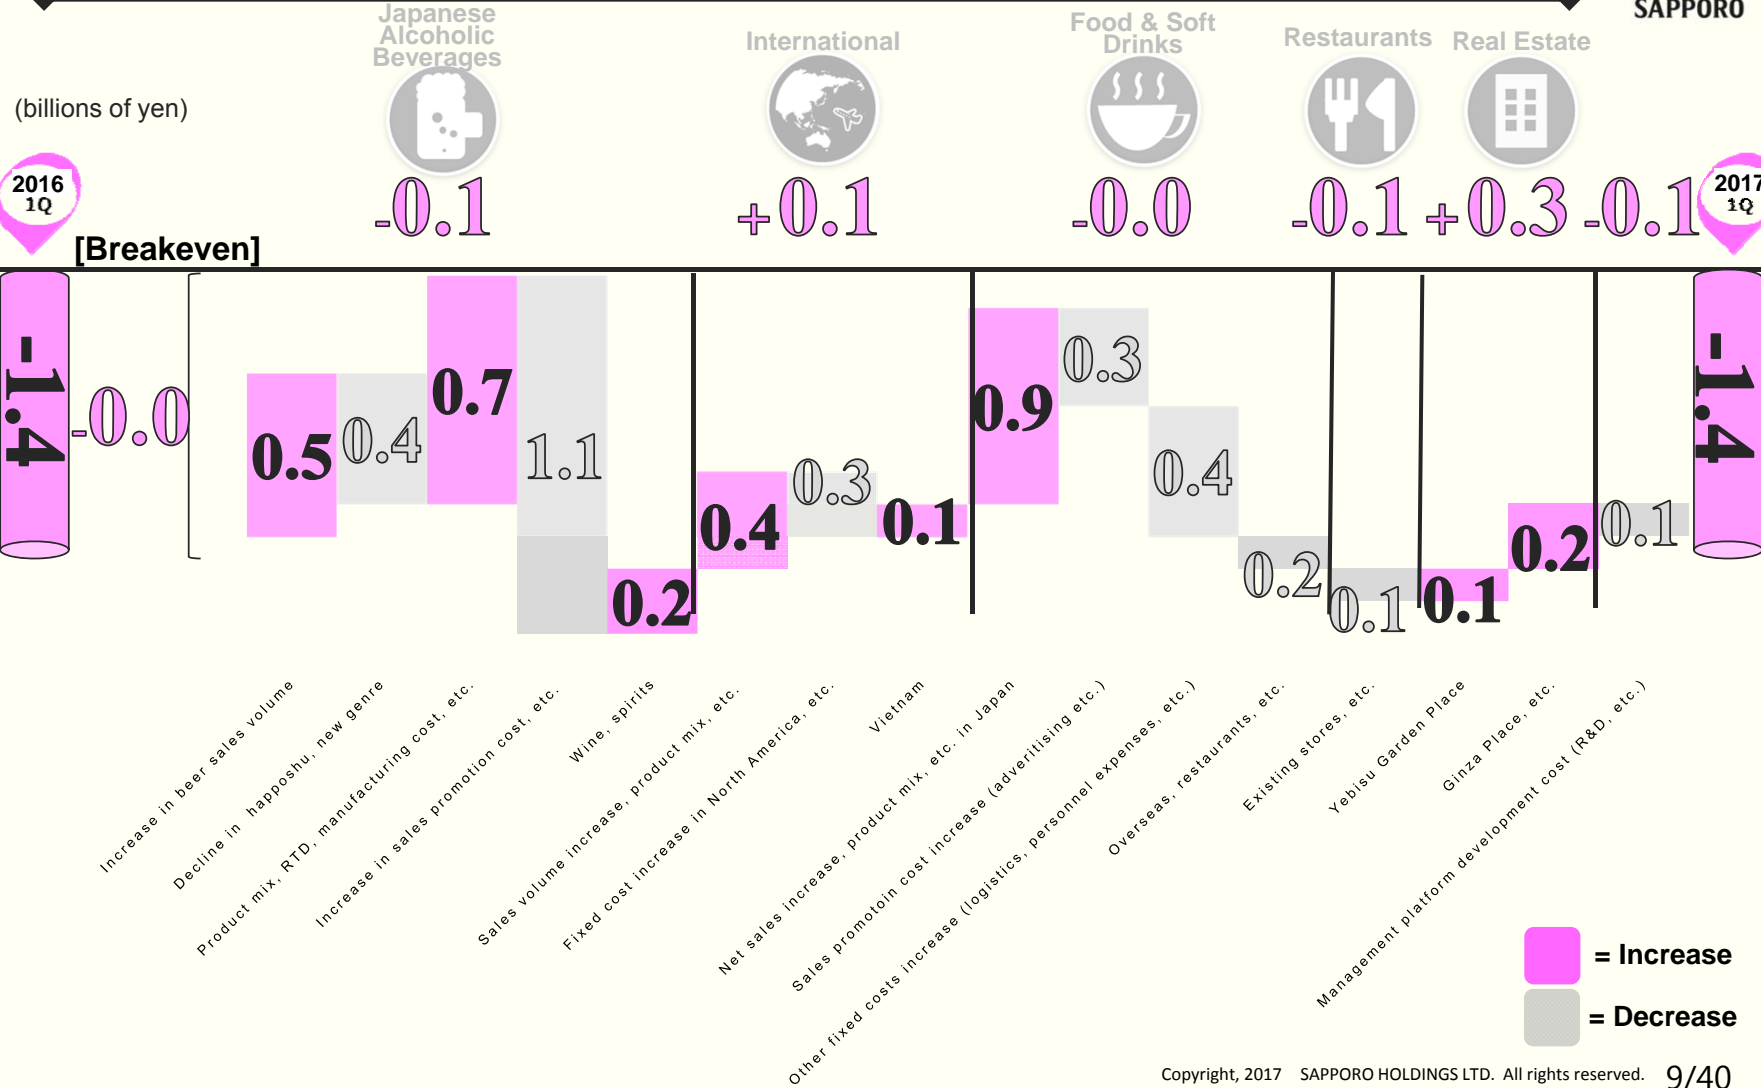 SAPPORO
Japanese
Alcoholic
Beverages
International
Food & Soft
Drinks
Restaurants
Real Estate
(billions of yen)
2016
1Q
-0.1
+0.1
-0.0
-0.1
+0.3
-0.1
2017
1Q
[Breakeven]
-1.4
-0.0
0.5
0.4
0.7
1.1
0.2
0.4
0.3
0.1
0.9
0.3
0.4
0.2
0.1
0.1
0.2
0.1
-1.4
Increase in beer sales volume
Decline in happoshu, new genre
Product mix, RTD, manufacturing cost, etc.
Increase in sales promotion cost, etc.
Wine, spirits
Sales volume increase, product mix, etc.
Fixed cost increase in North America, etc.
Vietnam
Net sales increase, product mix, etc. in Japan
Sales promotoin cost increase (adveritising etc.)
Other fixed costs increase (logistics, personnel expenses, etc.)
Overseas, restaurants, etc.
Existing stores, etc.
Yebisu Garden Place
Ginza Place, etc.
Management platform development cost (R&D, etc.)
= Increase
= Decrease
Copyright, 2017 SAPPORO HOLDINGS LTD. All rights reserved.
9/40